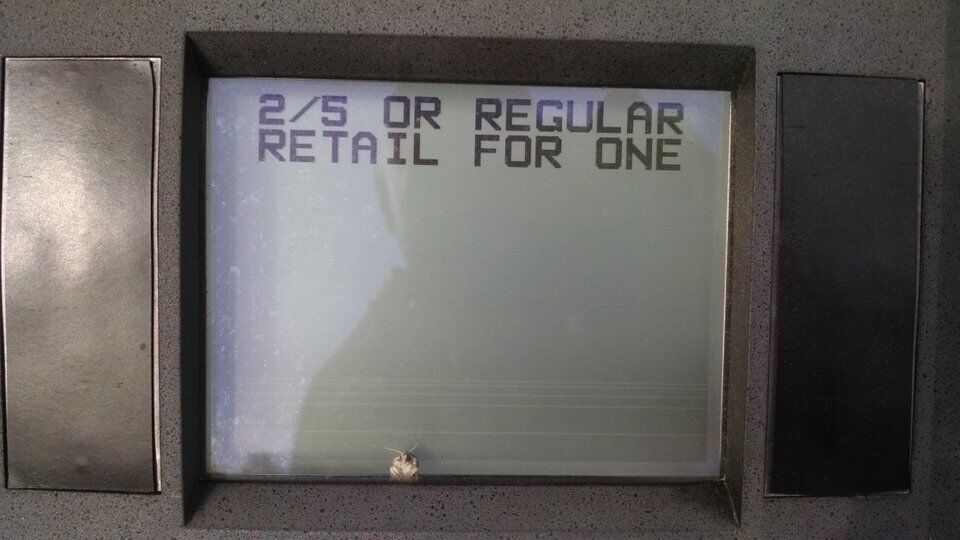 2/5 OR REGULAR
RETAIL FOR ONE